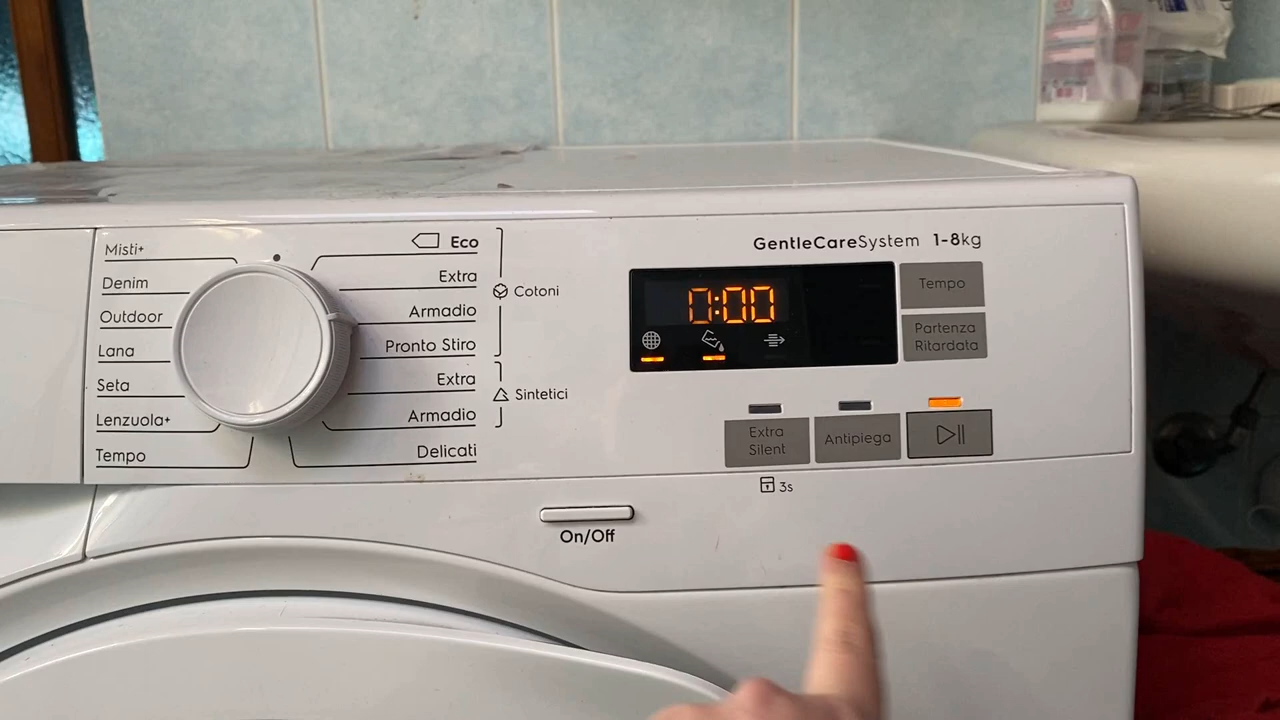 Misti+
Denim
Outdoor
Lana
Seta
Lenzuola+
Tempo
Eco
Extra
Armadio
Pronto Stiro
Cotoni
Extra
Armadio
Sintetici
Delicati
GentleCareSystem 1-8kg
0:00
Tempo
Partenza
Ritardata
Extra
Silent
Antipiega
3s
On/Off